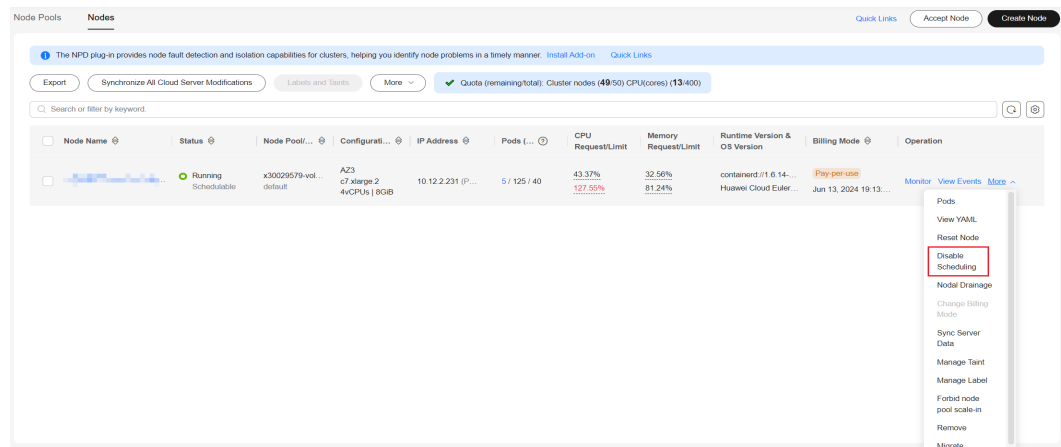 Node Pools Nodes Quick Links Accept Node Create Node
The NPD plug-in provides node fault detection and isolation capabilities for clusters, helping you identify node problems in a timely manner. Install Add-on Quick Links
Export Synchronize All Cloud Server Modifications Labels and Taints More Quota (remaining/total): Cluster nodes (49/50) CPU(cores) (13/400)
Search or filter by keyword.
Node Name Status Node Pool/... Configurati... IP Address Pods (... CPU Request/Limit Memory Request/Limit Runtime Version & OS Version Billing Mode Operation
Running
Schedulable
x30029579-vol...
default
AZ3
c7.xlarge.2
4vCPUs | 8GiB
10.12.2.231 (P...
5 / 125 / 40
43.37%
127.55%
32.56%
81.24%
containerd://1.6.14-...
Huawei Cloud Euler...
Pay-per-use
Jun 13, 2024 19:13:...
Monitor View Events More
Pods
View YAML
Reset Node
Disable
Scheduling
Nodal Drainage
Change Billing
Mode
Sync Server
Data
Manage Taint
Manage Label
Forbid node
pool scale-in
Remove
Migrate